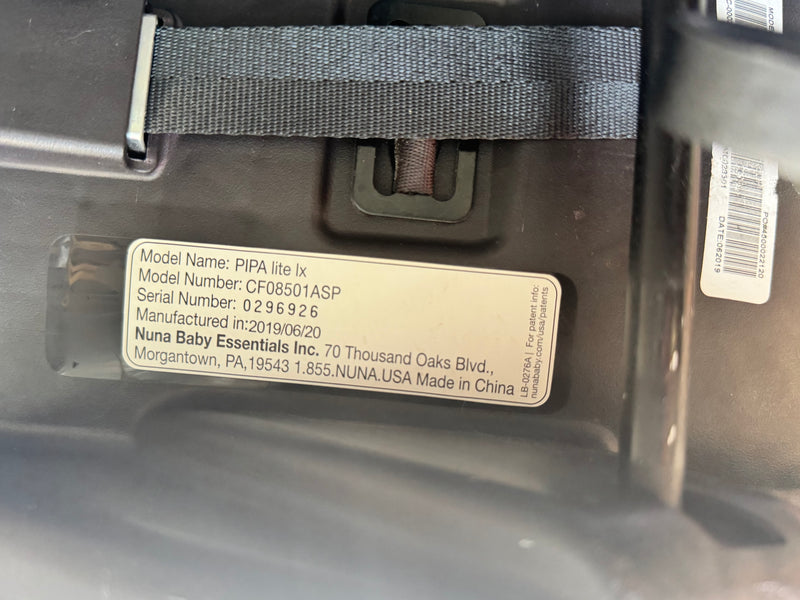 Model Name: PIPA lite lx
Model Number: CF08501ASP
Serial Number: 0296926
Manufactured in:2019/06/20
Nuna Baby Essentials Inc. 70 Thousand Oaks Blvd.,
Morgantown, PA,19543 1.855.NUNA.USA Made in China
LB-0276A | For patent info:
nunababy.com/usa/patents
PO#4500022120
DATE:062019